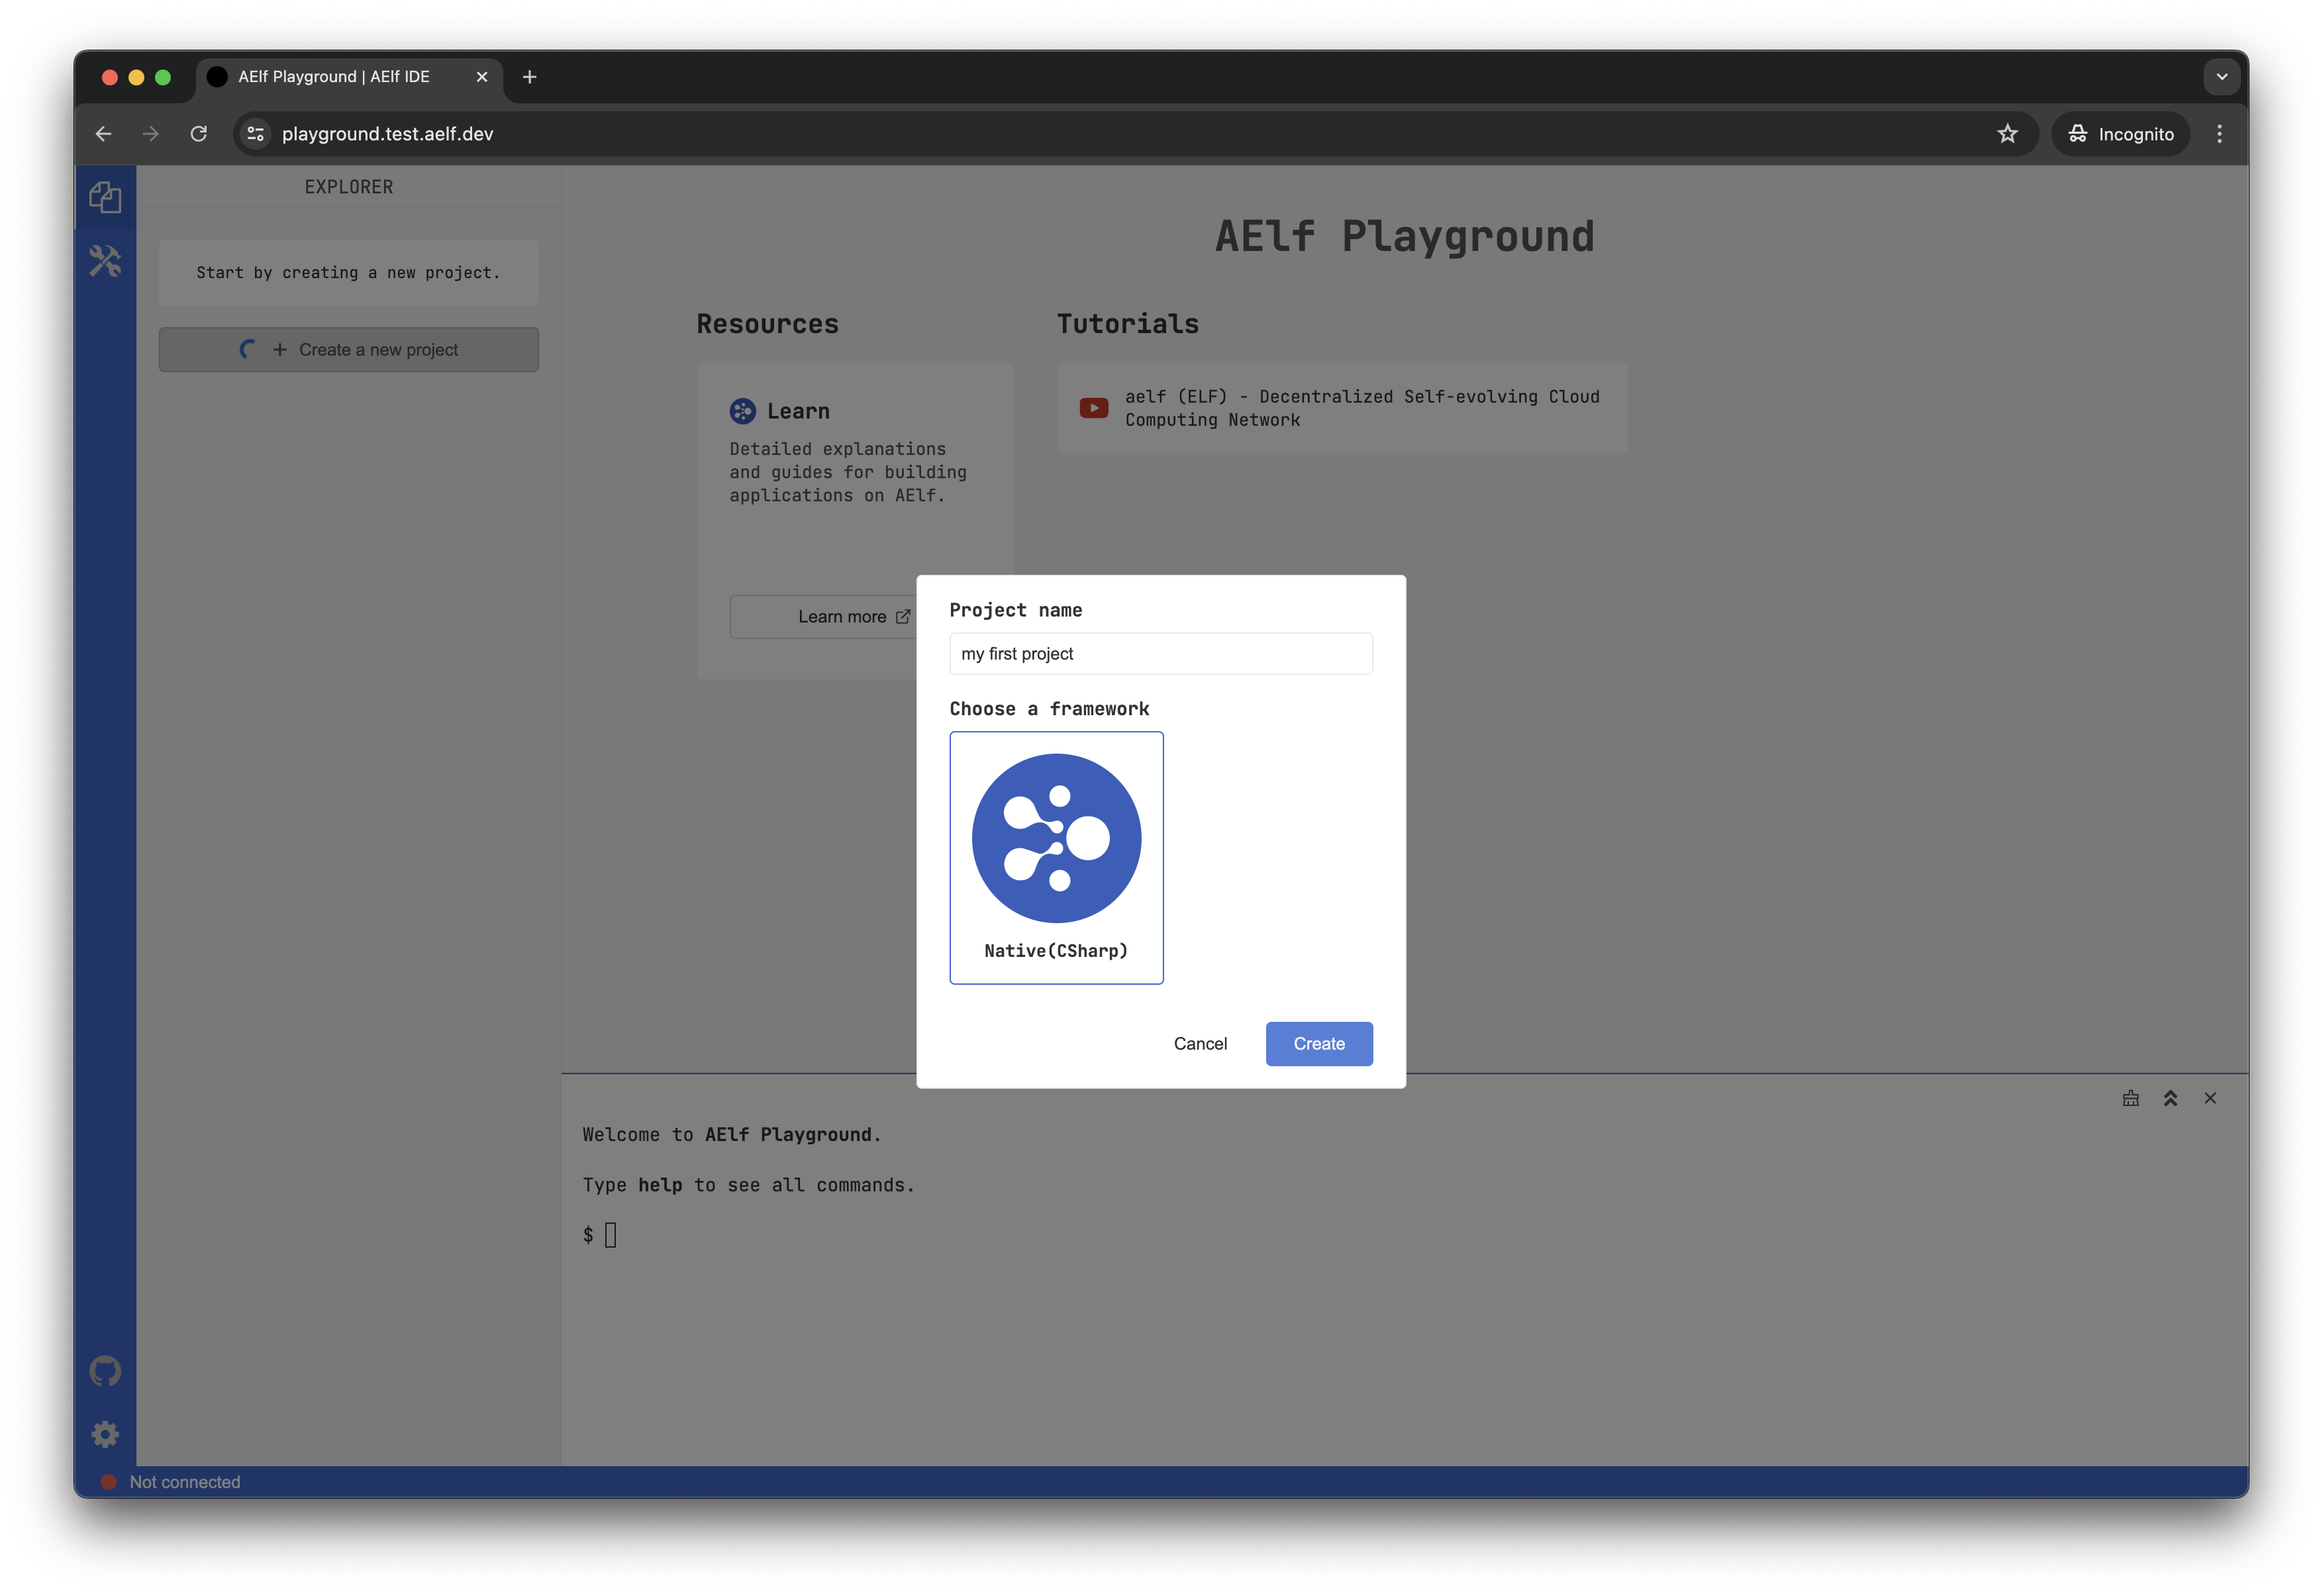 AElf Playground | AElf IDE
playground.test.aelf.dev
Incognito
EXPLORER
Start by creating a new project.
Create a new project
AElf Playground
Resources
Learn
Detailed explanations
and guides for building
applications on AElf.
Learn more
Tutorials
aelf (ELF) - Decentralized Self-evolving Cloud
Computing Network
Project name
my first project
Choose a framework
Native(CSharp)
Cancel
Create
Welcome to AElf Playground.
Type help to see all commands.
$
Not connected